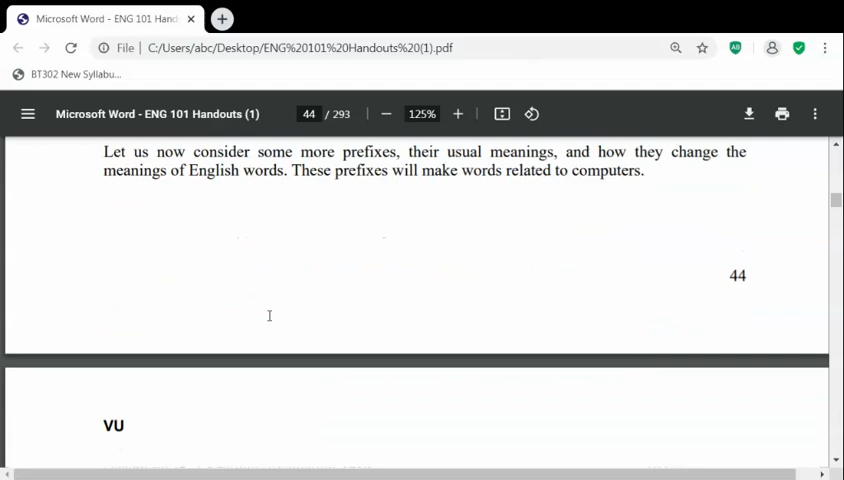 Microsoft Word - ENG 101 Hand
File | C:/Users/abc/Desktop/ENG%20101%20Handouts%20(1).pdf
BT302 New Syllabu...
Microsoft Word - ENG 101 Handouts (1)
44 / 293
125%
Let us now consider some more prefixes, their usual meanings, and how they change the
meanings of English words. These prefixes will make words related to computers.
44
VU